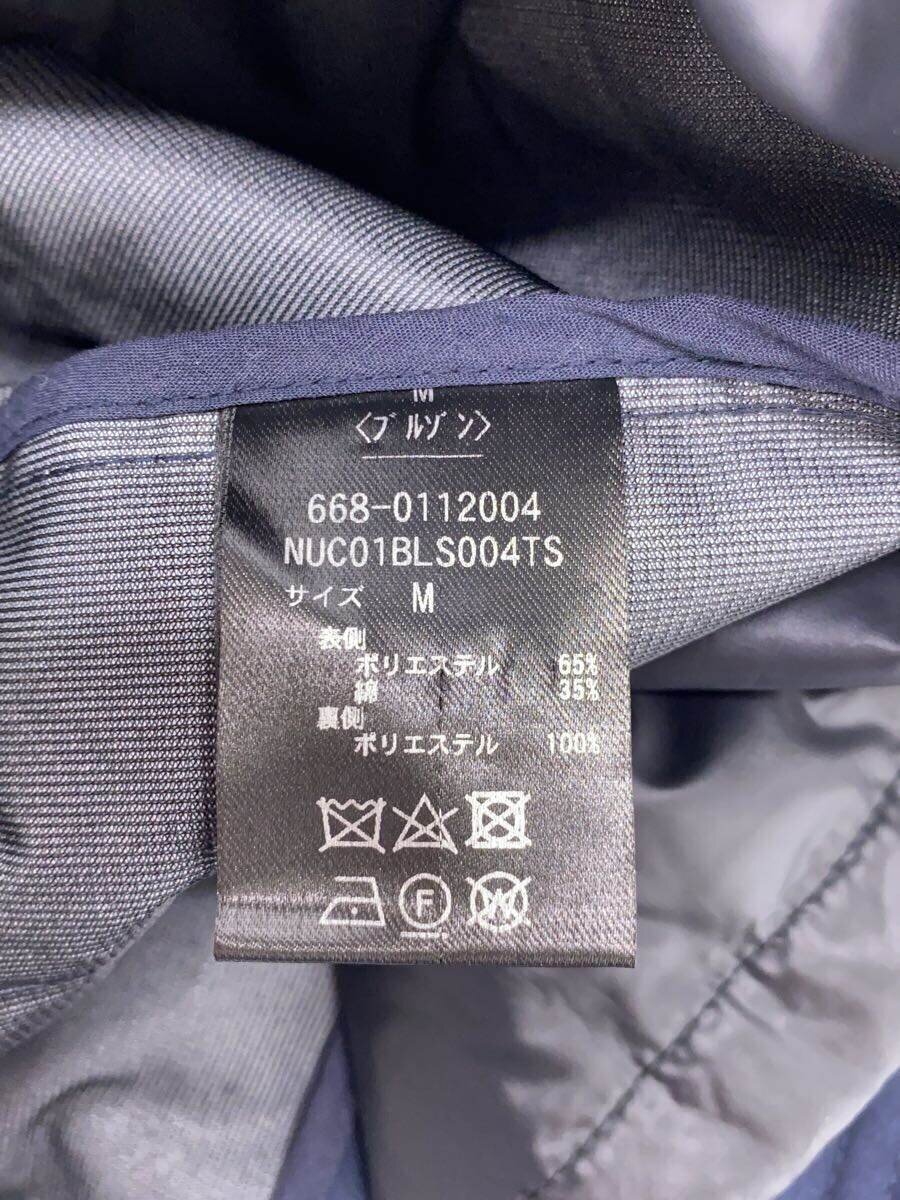 M
〈ブルゾン〉
668-0112004
NUC01BLS004TS
サイズ M
表側
ポリエステル 65%
綿 35%
裏側
ポリエステル 100%
F
W